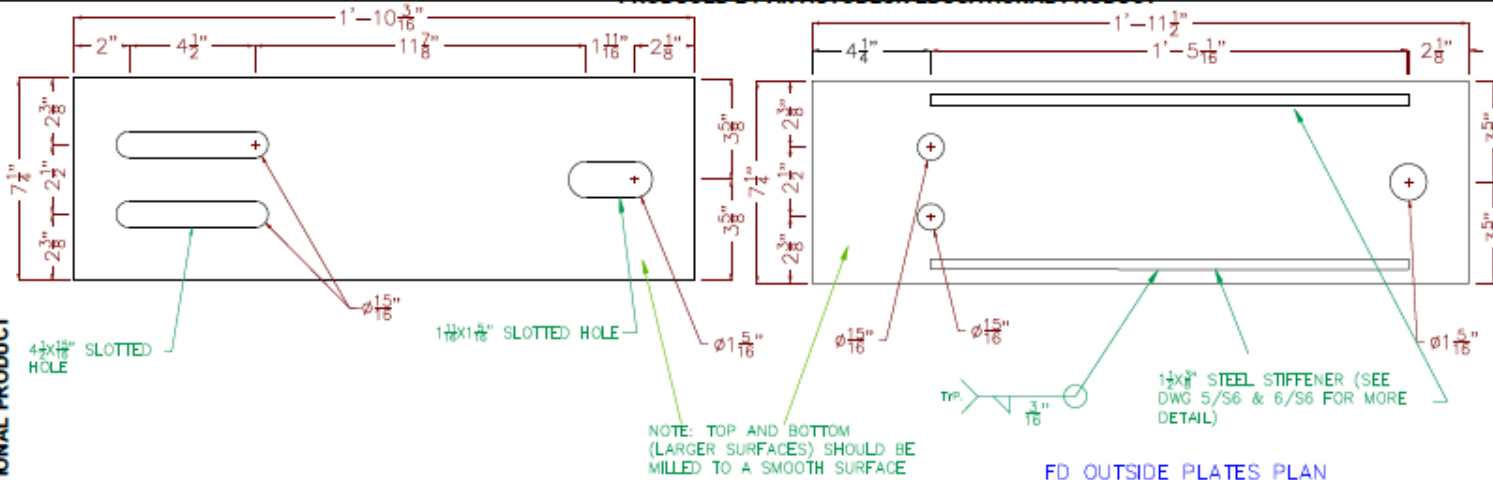 1'-10 3/16"
2" 4 1/2" 11 7/8" 1 11/16" 2 1/8"
7 1/4"
2 3/8"
2 1/2"
2 3/8"
3 5/8"
3 5/8"
ø15/16"
4 1/2X15/16" SLOTTED
HOLE
1 11/16X1 5/16" SLOTTED HOLE
ø1 5/16"
IONAL PRODUCT
1'-11 1/2"
4 1/4" 1'-5 1/16" 2 1/8"
7 1/4"
2 3/8"
2 1/2"
2 3/8"
ø15/16"
ø15/16"
ø1 5/16"
TYP.
3/16"
1 1/2X3/8" STEEL STIFFENER (SEE
DWG 5/S6 & 6/S6 FOR MORE
DETAIL)
NOTE: TOP AND BOTTOM
(LARGER SURFACES) SHOULD BE
MILLED TO A SMOOTH SURFACE
FD OUTSIDE PLATES PLAN